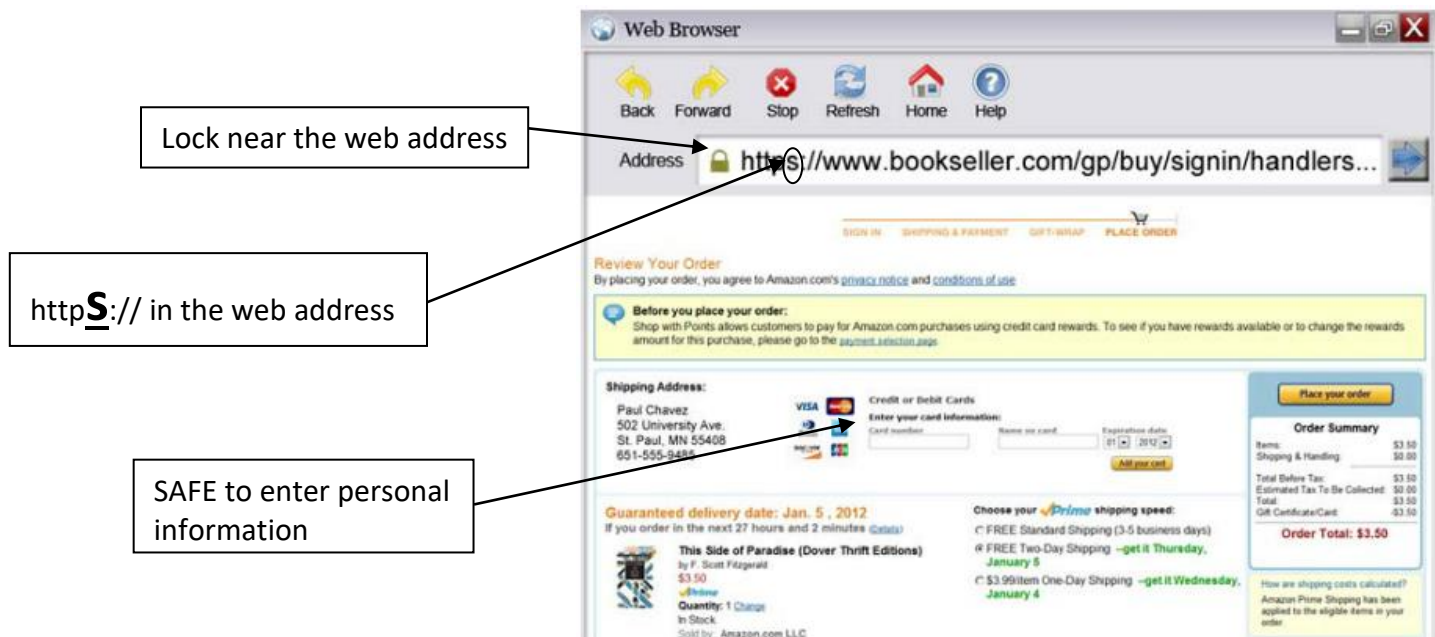 Web Browser
Back Forward Stop Refresh Home Help
Lock near the web address
Address https://www.bookseller.com/gp/buy/signin/handlers...
SIGN IN SHIPPING & PAYMENT GIFT-WRAP PLACE ORDER
httpS:// in the web address
Review Your Order
By placing your order, you agree to Amazon.com's privacy notice and conditions of use
Before you place your order:
Shop with Points allows customers to pay for Amazon.com purchases using credit card rewards. To see if you have rewards available or to change the rewards
amount for this purchase, please go to the payment selection page.
Shipping Address:
Paul Chavez
502 University Ave.
St. Paul, MN 55408
651-555-9485
VISA
Credit or Debit Cards
Enter your card information:
Card number Name on card Expiration date
01 2012
Add your card
Place your order
Order Summary
Items: $3.50
Shipping & Handling: $0.00
Total Before Tax: $3.50
Estimated Tax To Be Collected: $0.00
Total: $3.50
Gift Certificate/Card: -$3.50
Order Total: $3.50
SAFE to enter personal
information
Guaranteed delivery date: Jan. 5 , 2012
If you order in the next 27 hours and 2 minutes (Details)
This Side of Paradise (Dover Thrift Editions)
by F. Scott Fitzgerald
$3.50
Prime
Quantity: 1 Change
In Stock
Sold by: Amazon.com LLC
Choose your Prime shipping speed:
FREE Standard Shipping (3-5 business days)
FREE Two-Day Shipping --get it Thursday,
January 5
$3.99/item One-Day Shipping --get it Wednesday,
January 4
How are shipping costs calculated?
Amazon Prime Shipping has been
applied to the eligible items in your
order